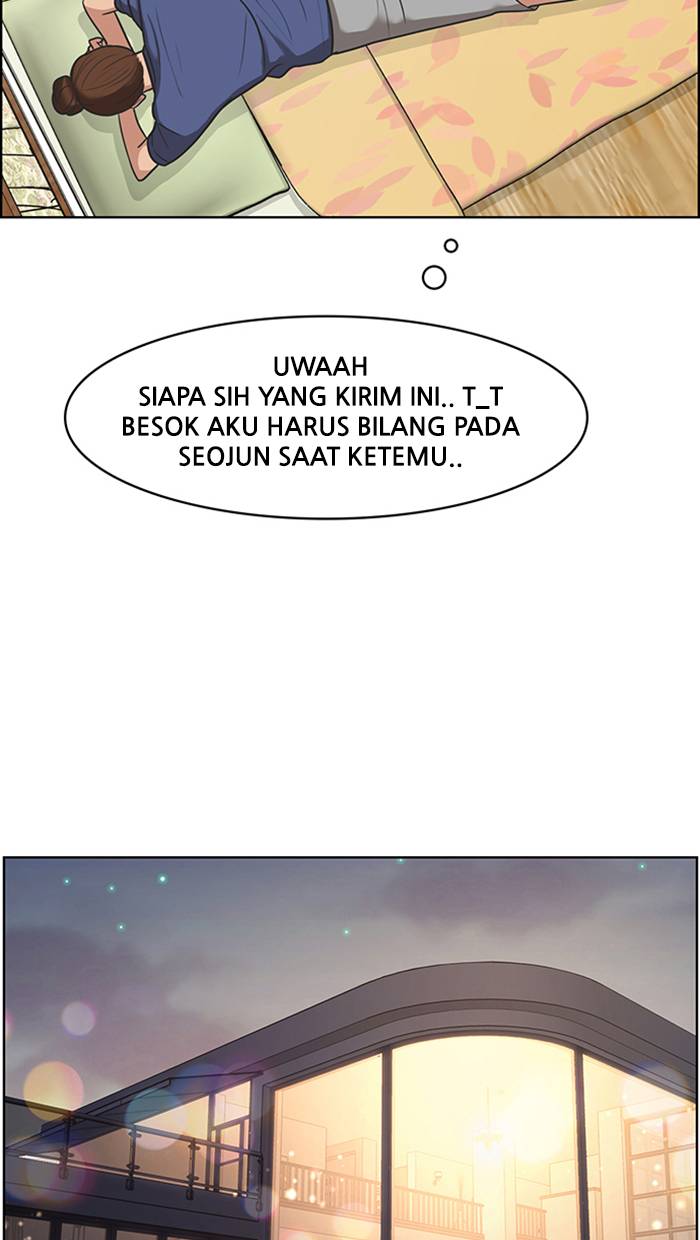 UWAAH
SIAPA SIH YANG KIRIM INI.. T_T
BESOK AKU HARUS BILANG PADA
SEOJUN SAAT KETEMU..